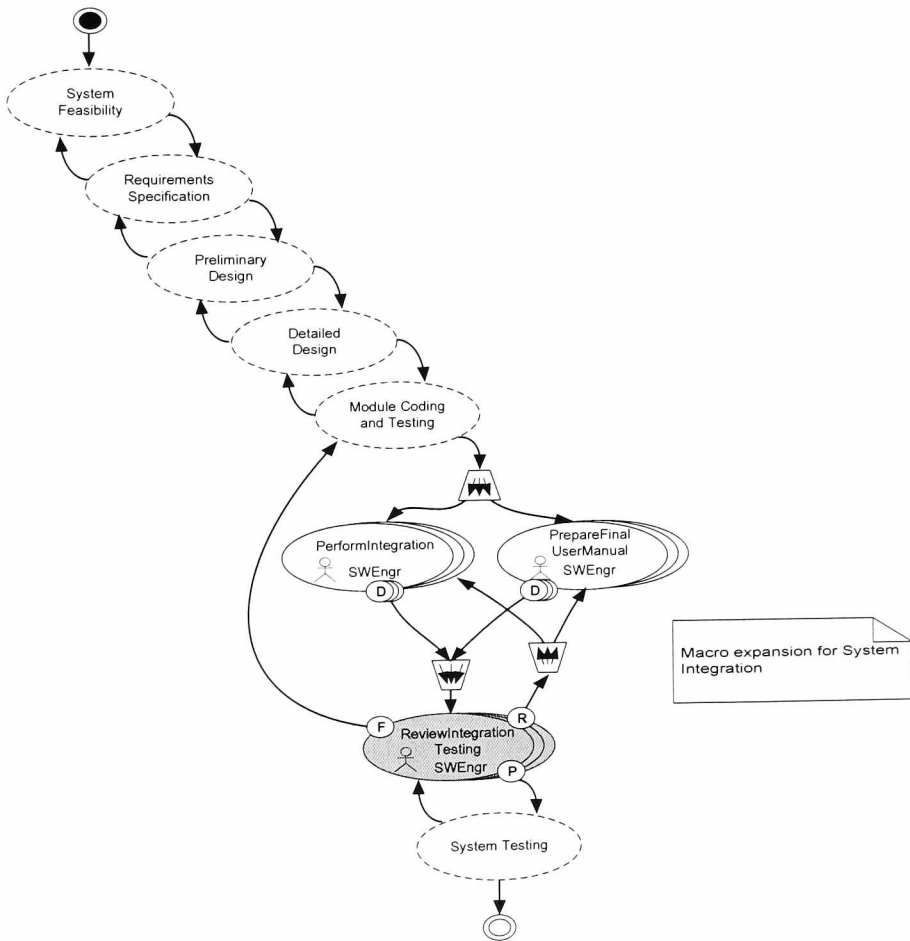 System
Feasibility
Requirements
Specification
Preliminary
Design
Detailed
Design
Module Coding
and Testing
PerformIntegration
SWEngr
D
PrepareFinal
UserManual
SWEngr
D
Macro expansion for System
Integration
F
R
ReviewIntegration
Testing
SWEngr
P
System Testing